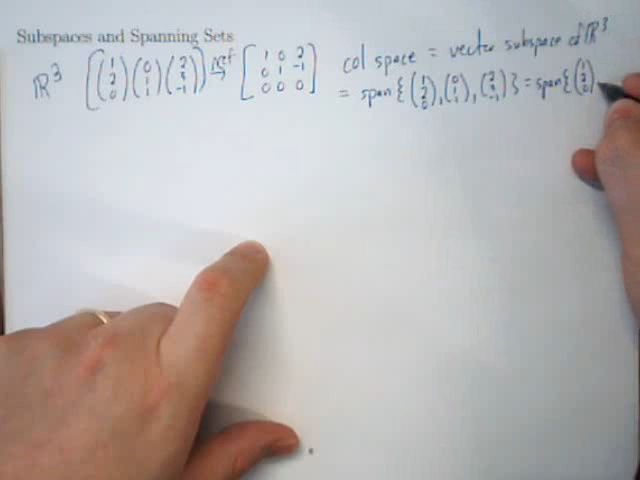 Subspaces and Spanning Sets
ℝ³ [(1 2 0) (0 1 1) (2 3 -1)] rref → [1 0 2 / 0 1 -1 / 0 0 0] col space = vector subspace of ℝ³
= span{(1 2 0), (0 1 1), (2 3 -1)} = span{(1 2 0)